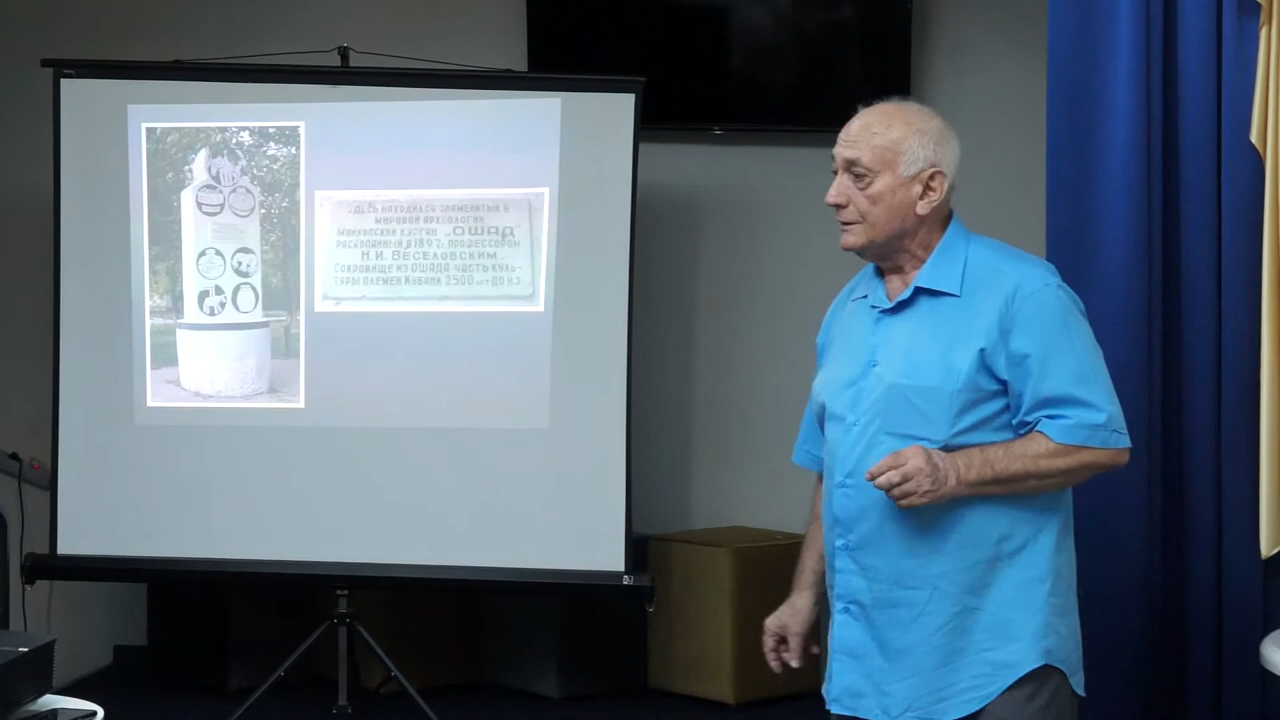 ЗДЕСЬ НАХОДИЛСЯ ЗНАМЕНИТЫЙ В
МИРОВОЙ АРХЕОЛОГИИ
МАЙКОПСКИЙ КУРГАН „ОШАД"
РАСКОПАННЫЙ В 1897г. ПРОФЕССОРОМ
Н.И. ВЕСЕЛОВСКИМ.
СОКРОВИЩЕ ИЗ ОШАДА-ЧАСТЬ КУЛЬ-
ТУРЫ ПЛЕМЕН КУБАНИ 2500 ЛЕТ ДО Н.Э.